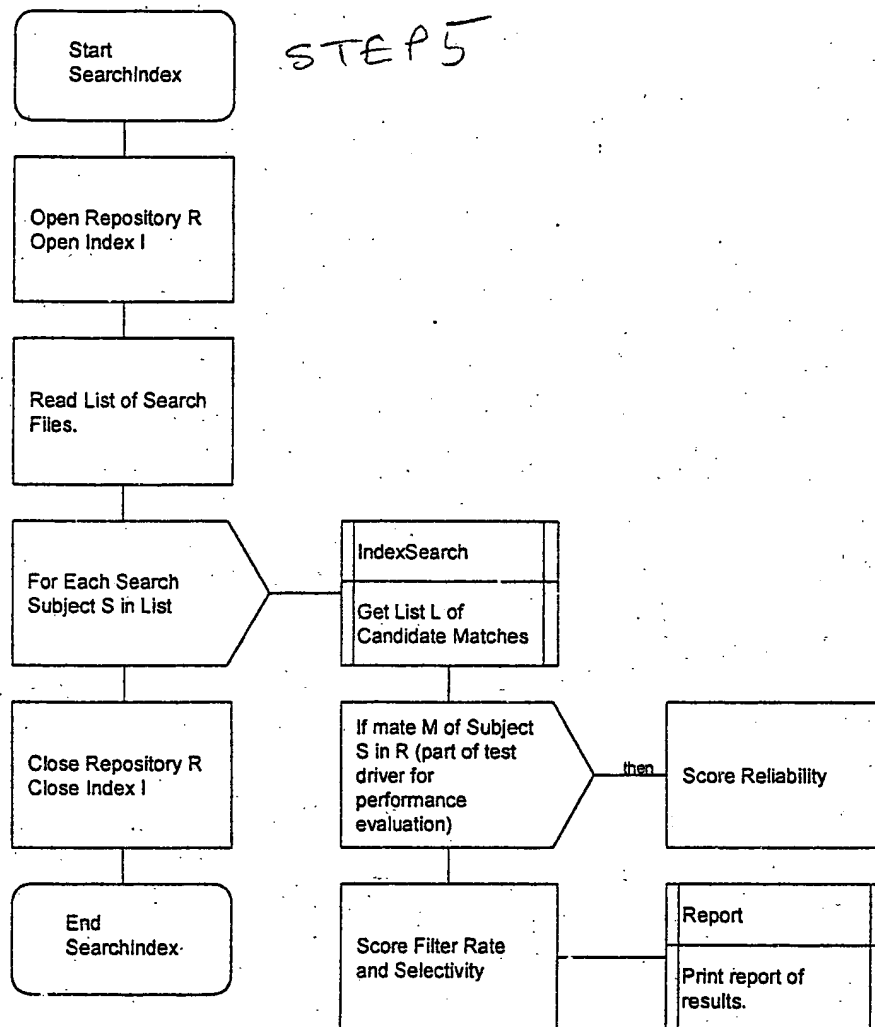 Start
SearchIndex
STEP 5
Open Repository R
Open Index I
Read List of Search
Files.
For Each Search
Subject S in List
IndexSearch
Get List L of
Candidate Matches
Close Repository R
Close Index I
If mate M of Subject
S in R (part of test
driver for
performance
evaluation)
then
Score Reliability
End
SearchIndex
Score Filter Rate
and Selectivity
Report
Print report of
results.